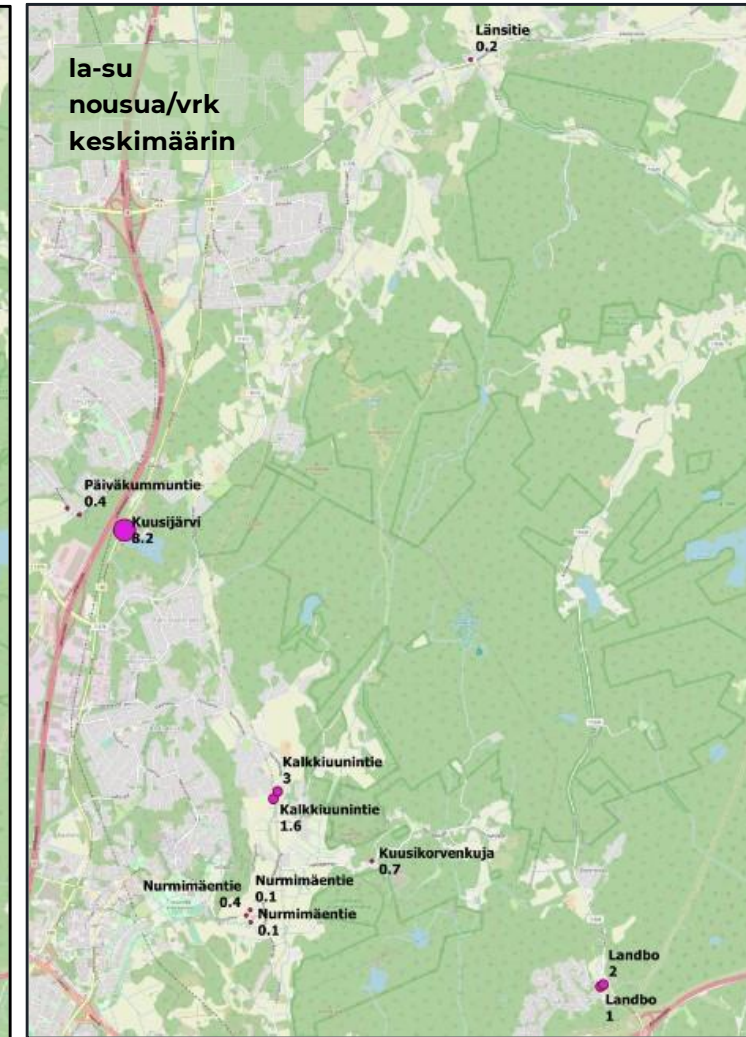 la-su
nousua/vrk
keskimäärin
Länsitie
0.2
Päiväkummuntie
0.4
Kuusijärvi
8.2
Kalkkiuunintie
3
Kalkkiuunintie
1.6
Kuusikorvenkuja
0.7
Nurmimäentie
0.4
Nurmimäentie
0.1
Nurmimäentie
0.1
Landbo
2
Landbo
1